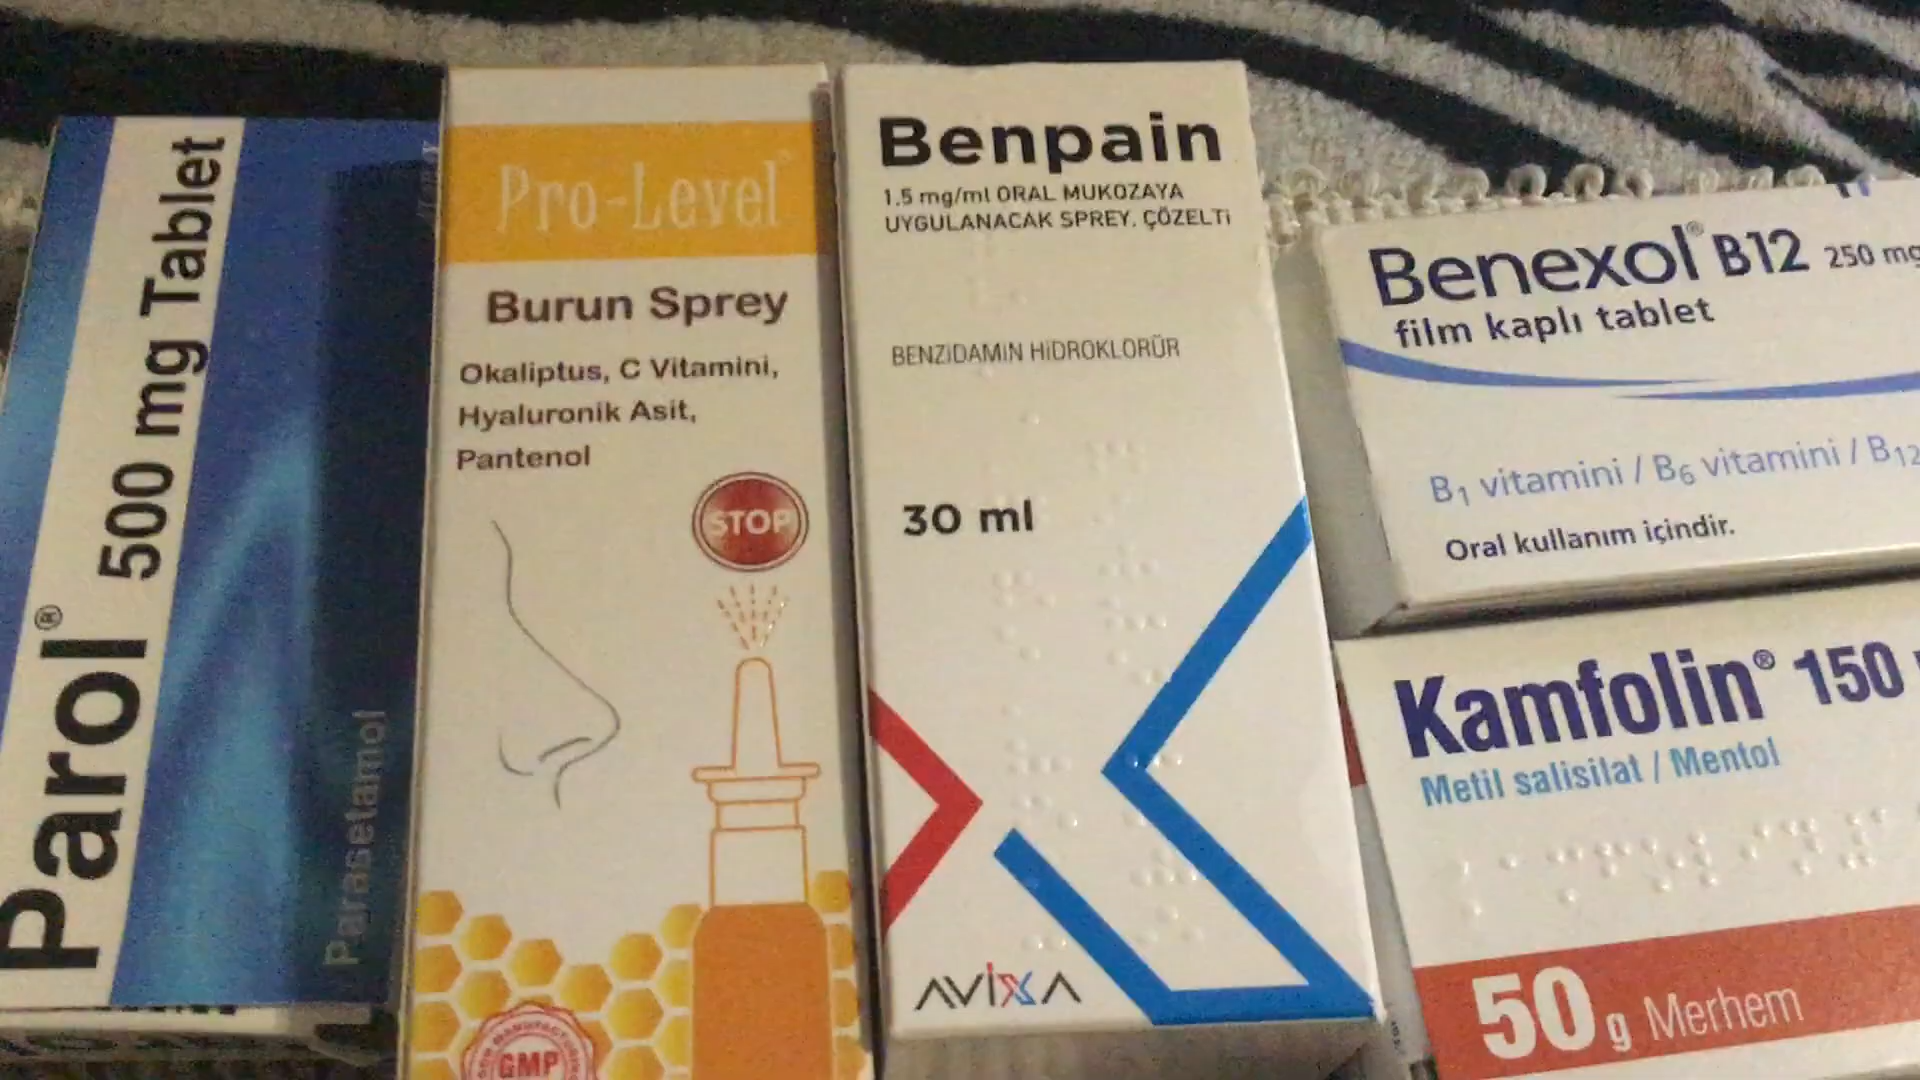 Parol® 500 mg Tablet
Parasetamol
Pro-Level
Burun Sprey
Okaliptus, C Vitamini,
Hyaluronik Asit,
Pantenol
STOP
GMP
Benpain
1.5 mg/ml ORAL MUKOZAYA
UYGULANACAK SPREY, ÇÖZELTİ
BENZİDAMİN HİDROKLORÜR
30 ml
AVİXA
Benexol® B12 250 mg
film kaplı tablet
B1 vitamini / B6 vitamini / B12
Oral kullanım içindir.
Kamfolin® 150
Metil salisilat / Mentol
50 g Merhem